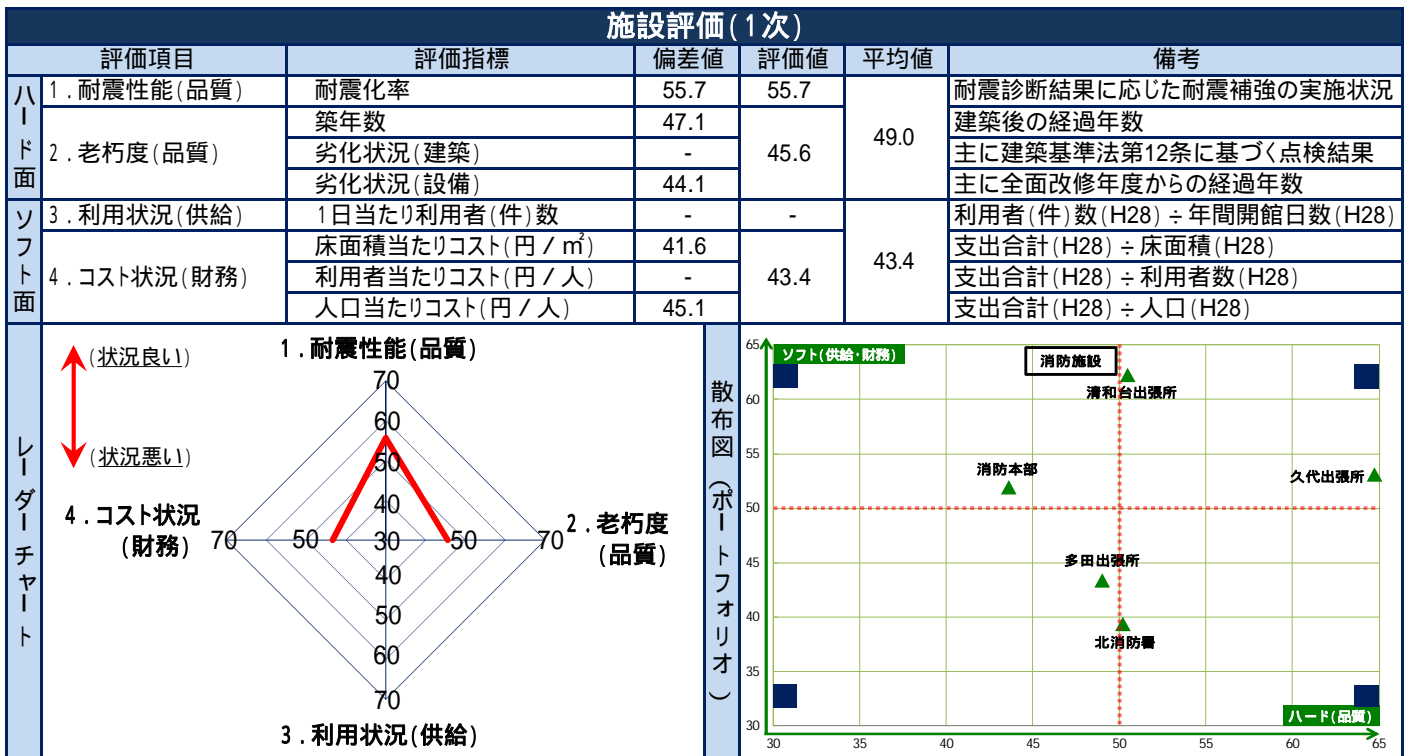 施設評価(1次)
評価項目 評価指標 偏差値 評価値 平均値 備考
ハード面
1.耐震性能(品質) 耐震化率 55.7 55.7 49.0 耐震診断結果に応じた耐震補強の実施状況
2.老朽度(品質) 築年数 47.1 45.6 建築後の経過年数
劣化状況(建築) - 主に建築基準法第12条に基づく点検結果
劣化状況(設備) 44.1 主に全面改修年度からの経過年数
ソフト面
3.利用状況(供給) 1日当たり利用者(件)数 - - 43.4 利用者(件)数(H28)÷年間開館日数(H28)
4.コスト状況(財務) 床面積当たりコスト(円/㎡) 41.6 43.4 支出合計(H28)÷床面積(H28)
利用者当たりコスト(円/人) - 支出合計(H28)÷利用者数(H28)
人口当たりコスト(円/人) 45.1 支出合計(H28)÷人口(H28)
レーダーチャート
(状況良い)
(状況悪い)
1.耐震性能(品質)
70
60
50
40
4.コスト状況
(財務)
70 50 30 50 70
2.老朽度
(品質)
40
50
60
70
3.利用状況(供給)
散布図(ポートフォリオ)
ソフト(供給・財務)
消防施設
65
60
55
50
45
40
35
30
清和台出張所
消防本部
久代出張所
多田出張所
北消防署
ハード(品質)
30 35 40 45 50 55 60 65